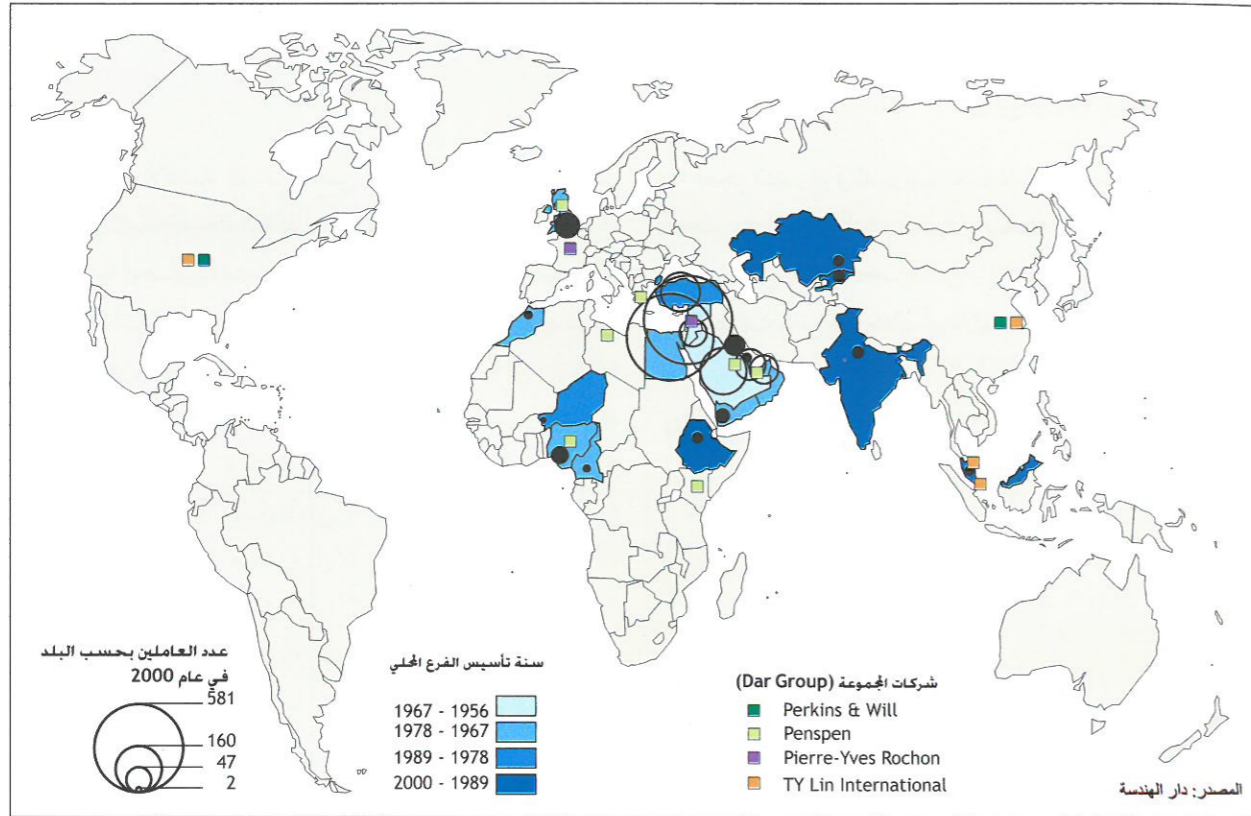 عدد العاملين بحسب البلد
في عام 2000
581
160
47
2
سنة تأسيس الفرع المحلي
1967 - 1956
1978 - 1967
1989 - 1978
2000 - 1989
شركات المجموعة (Dar Group)
Perkins & Will
Penspen
Pierre-Yves Rochon
TY Lin International
المصدر: دار الهندسة